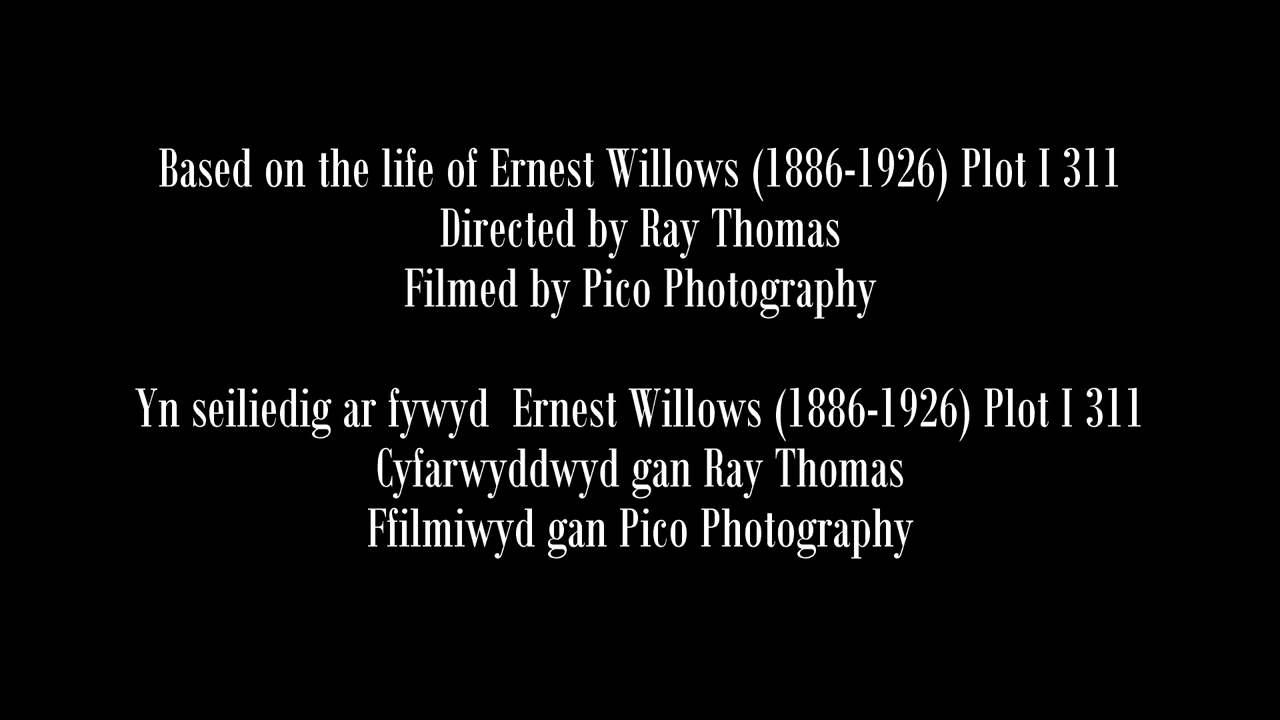 Based on the life of Ernest Willows (1886-1926) Plot I 311
Directed by Ray Thomas
Filmed by Pico Photography
Yn seiliedig ar fywyd  Ernest Willows (1886-1926) Plot I 311
Cyfarwyddwyd gan Ray Thomas
Ffilmiwyd gan Pico Photography